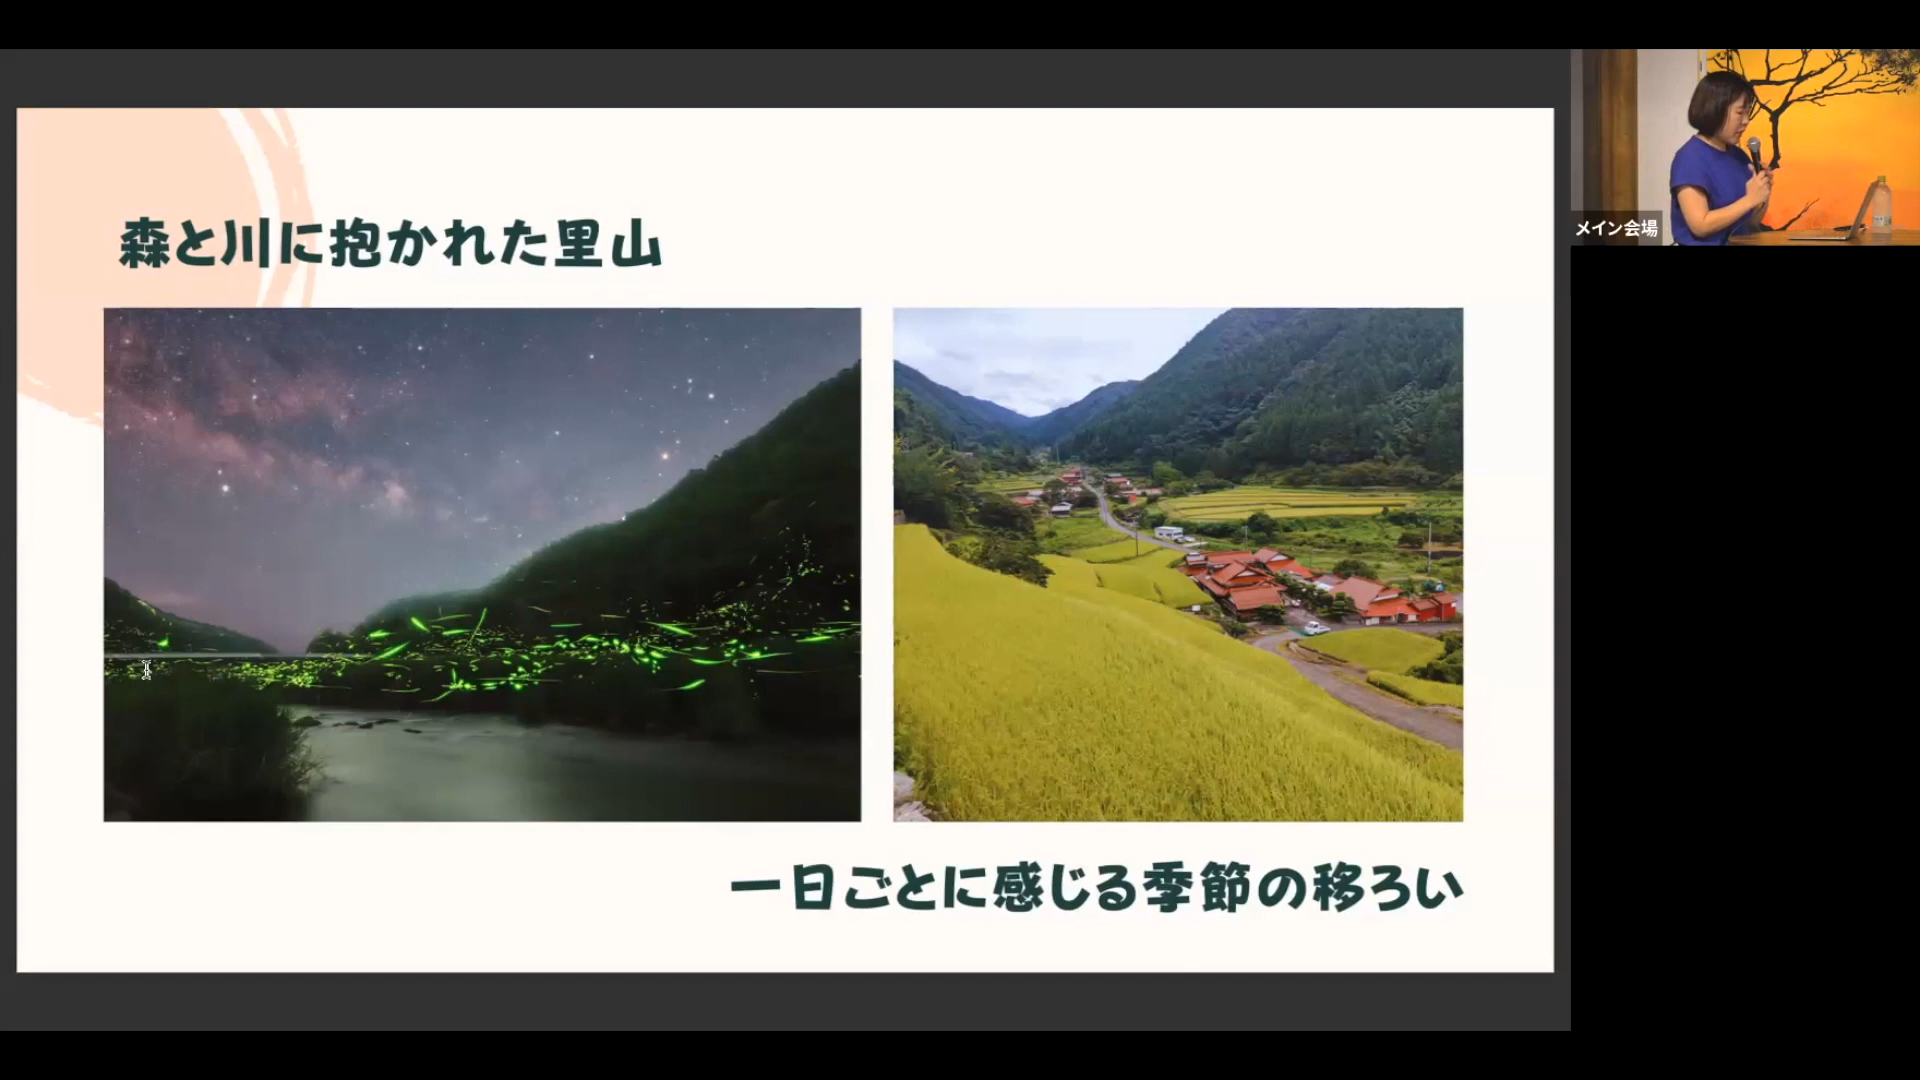 森と川に抱かれた里山
一日ごとに感じる季節の移ろい
メイン会場